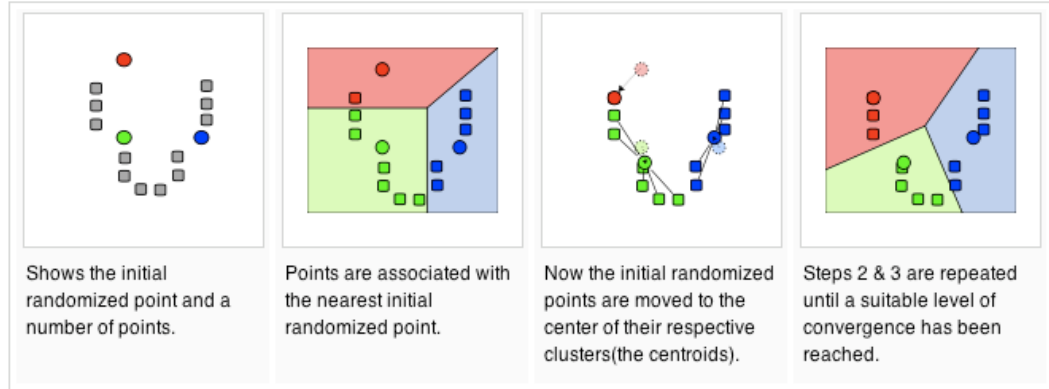 Shows the initial
randomized point and a
number of points.
Points are associated with
the nearest initial
randomized point.
Now the initial randomized
points are moved to the
center of their respective
clusters(the centroids).
Steps 2 & 3 are repeated
until a suitable level of
convergence has been
reached.